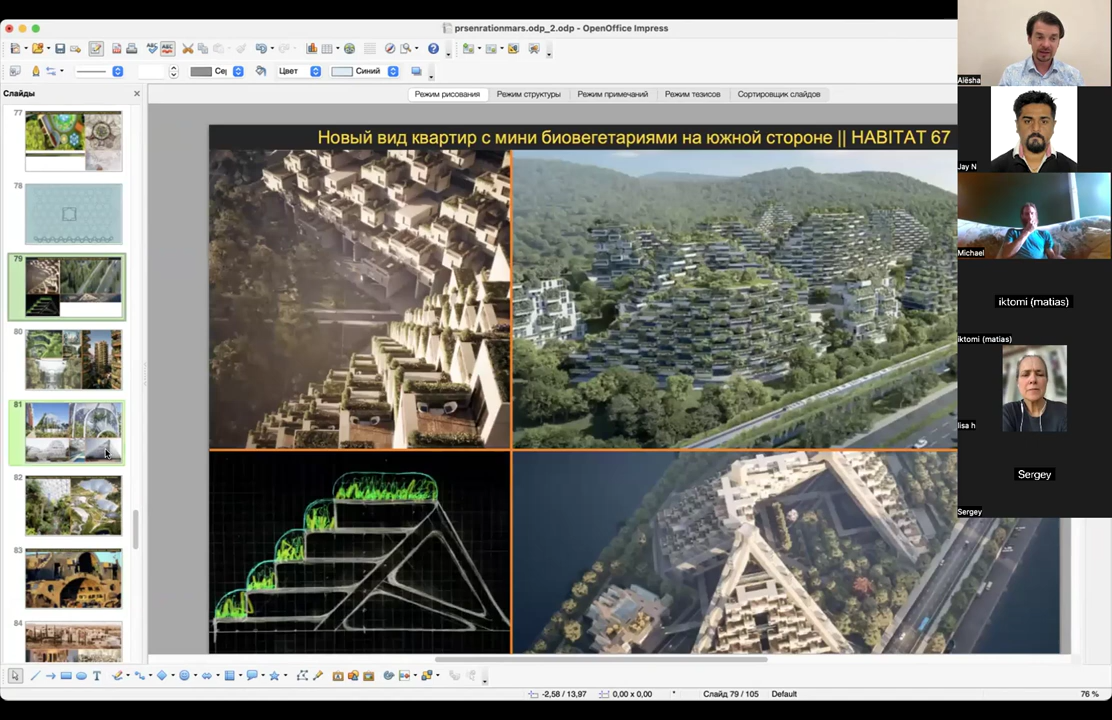 prsenrationmars.odp_2.odp - OpenOffice Impress
Цвет
Синий
Слайды
Режим рисования
Режим структуры
Режим примечаний
Режим тезисов
Сортировщик слайдов
77
78
79
80
81
82
83
84
Новый вид квартир с мини биовегетариями на южной стороне || HABITAT 67
Alësha
Jay N
Michael
iktomi (matias)
iktomi (matias)
lisa h
Sergey
Sergey
-2,58 / 13,97
0,00 x 0,00
*
Слайд 79 / 105
Default
76 %